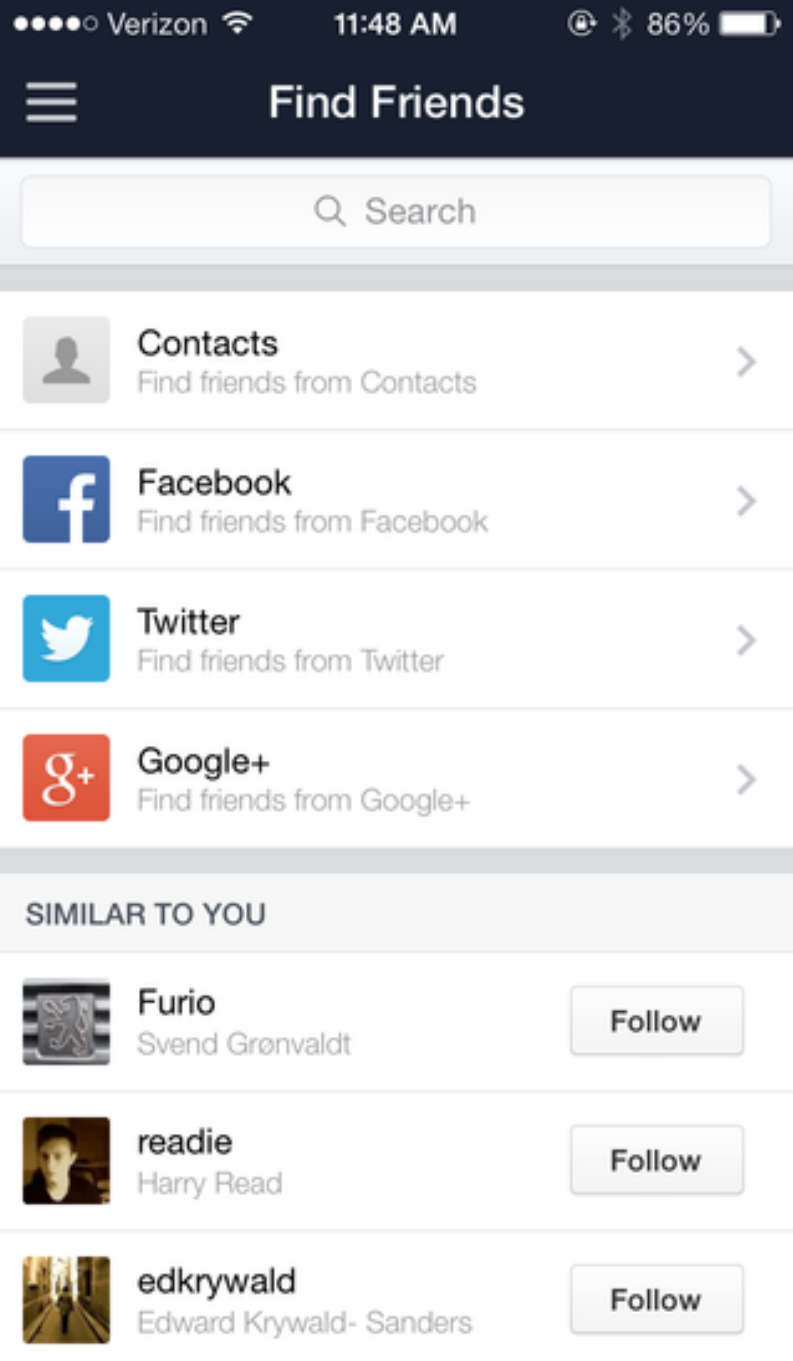 Verizon 11:48 AM 86%
Find Friends
Search
Contacts
Find friends from Contacts
f
Facebook
Find friends from Facebook
Twitter
Find friends from Twitter
g+
Google+
Find friends from Google+
SIMILAR TO YOU
Furio
Svend Grønvaldt
Follow
readie
Harry Read
Follow
edkrywald
Edward Krywald- Sanders
Follow